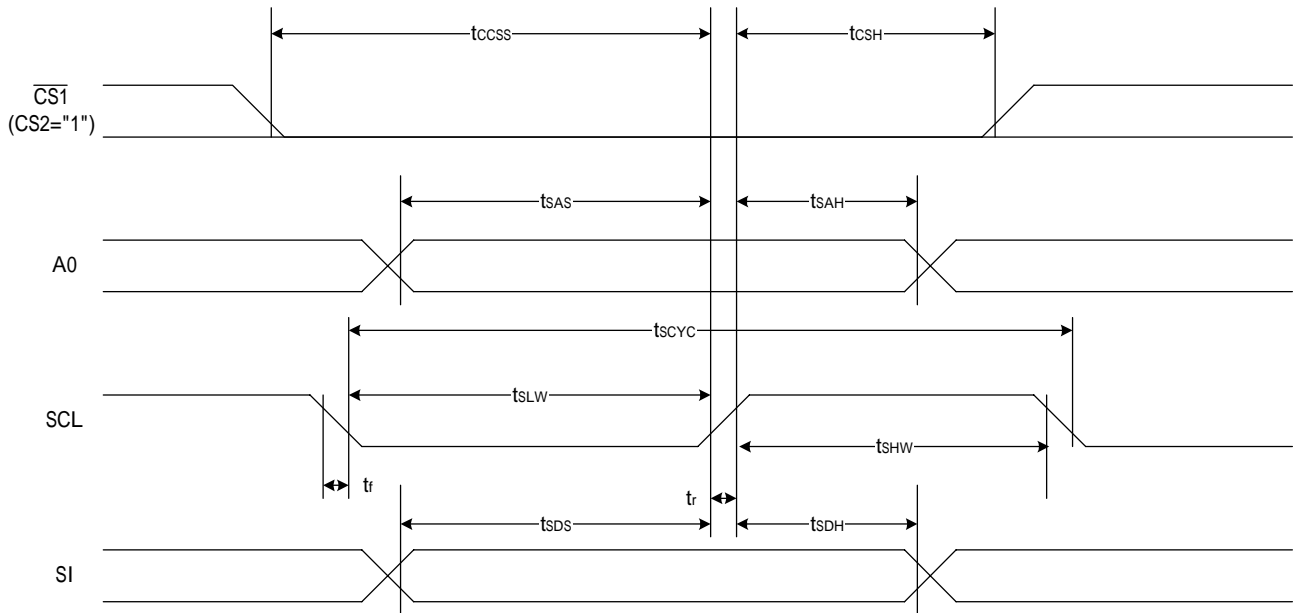 tCCSS tCSH
CS1
(CS2="1")
tSAS tSAH
A0
tSCYC
tSLW
SCL
tSHW
tf tr
tSDS tSDH
SI